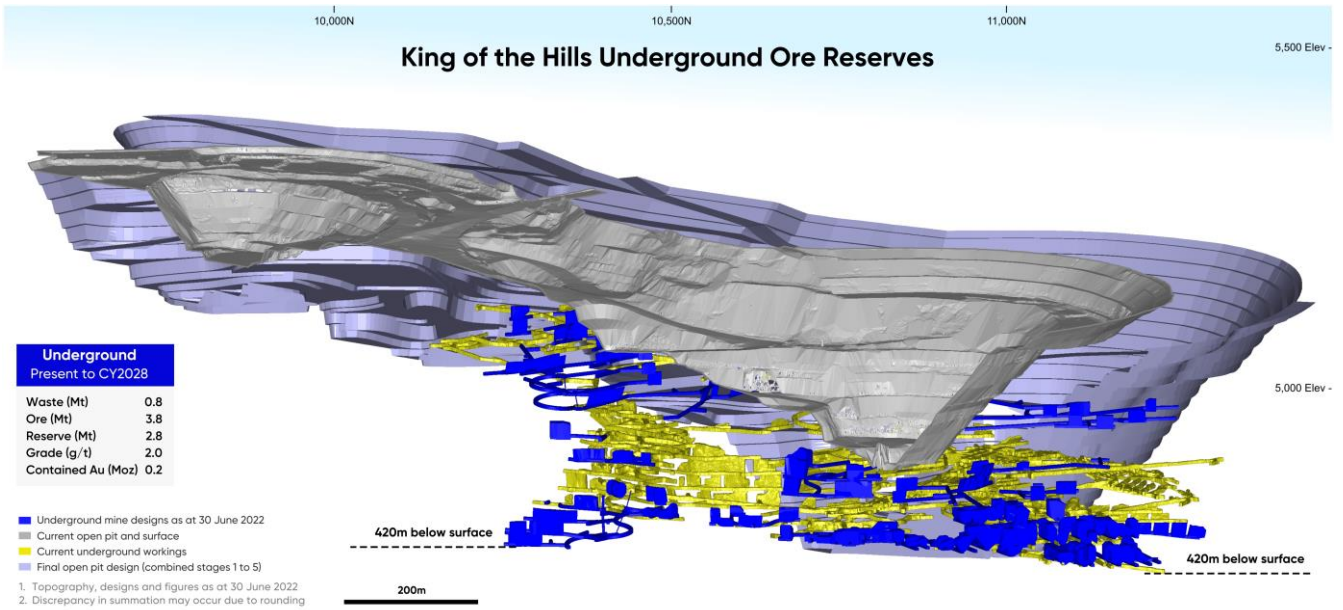 10,000N
10,500N
11,000N
King of the Hills Underground Ore Reserves
5,500 Elev -
Underground
Present to CY2028
Waste (Mt) 0.8
Ore (Mt) 3.8
Reserve (Mt) 2.8
Grade (g/t) 2.0
Contained Au (Moz) 0.2
5,000 Elev -
Underground mine designs as at 30 June 2022
Current open pit and surface
Current underground workings
Final open pit design (combined stages 1 to 5)
1. Topography, designs and figures as at 30 June 2022
2. Discrepancy in summation may occur due to rounding
420m below surface
420m below surface
200m